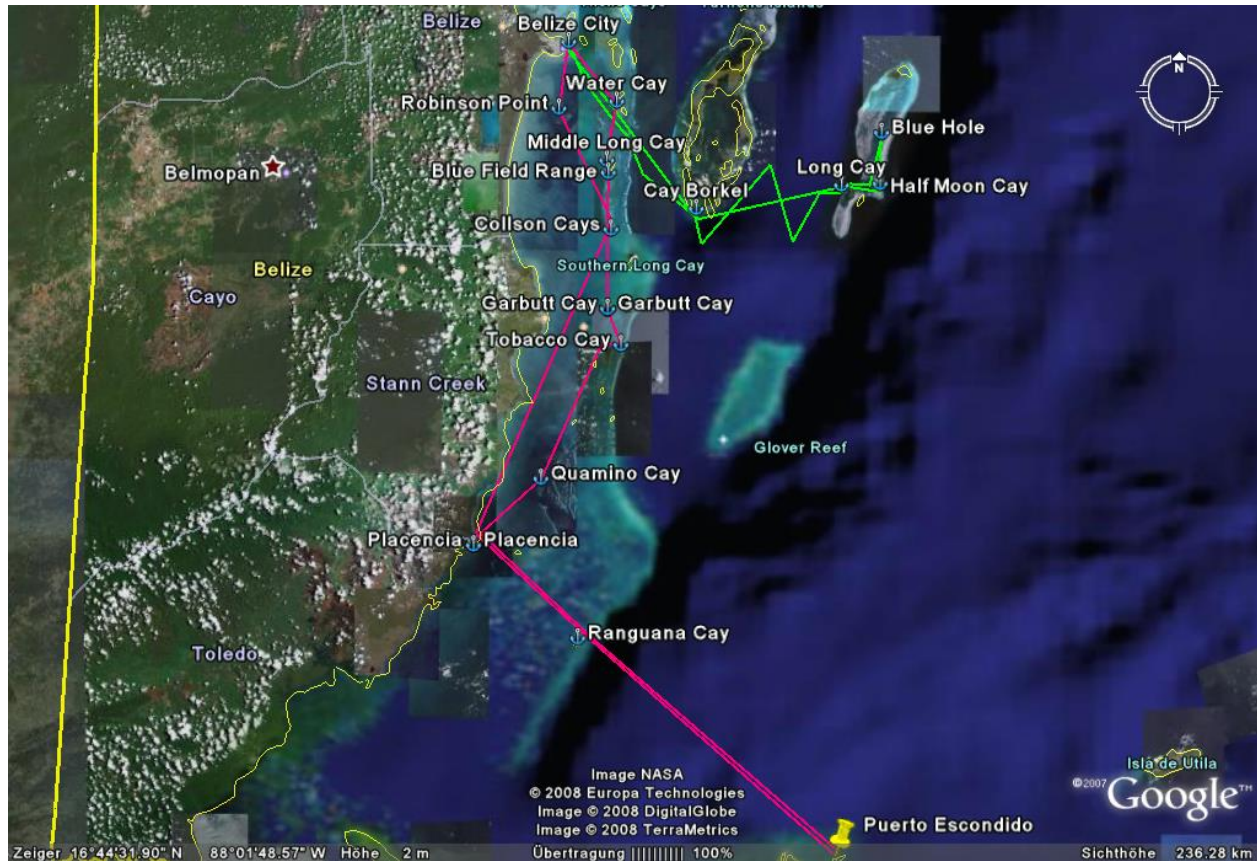 Belize
Belize City
Water Cay
Robinson Point
Middle Long Cay
Blue Hole
Belmopan
Blue Field Range
Long Cay
Half Moon Cay
Cay Borkel
Collson Cays
Belize
Southern Long Cay
Cayo
Garbutt Cay
Garbutt Cay
Tobacco Cay
Stann Creek
Glover Reef
Quamino Cay
Placencia
Placencia
Ranguana Cay
Toledo
Isla de Utila
Image NASA
© 2008 Europa Technologies
Image © 2008 DigitalGlobe
Image © 2008 TerraMetrics
©2007 Google™
Puerto Escondido
N
Zeiger 16°44'31.90" N 88°01'48.57" W Höhe 2 m Übertragung |||||||||| 100% Sichthöhe 236.28 km